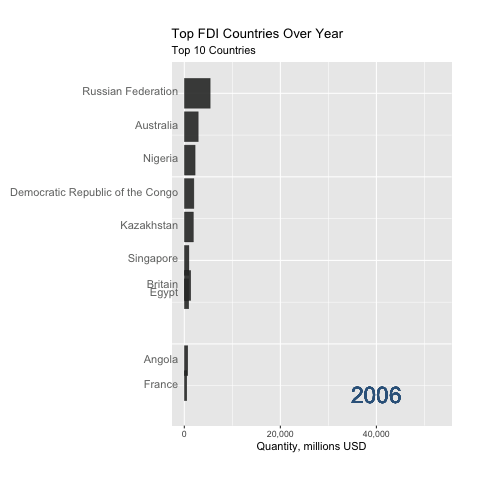 Top FDI Countries Over Year
Top 10 Countries
Russian Federation
Australia
Nigeria
Democratic Republic of the Congo
Kazakhstan
Singapore
Britain
Egypt
Angola
France
2006
0 20,000 40,000
Quantity, millions USD